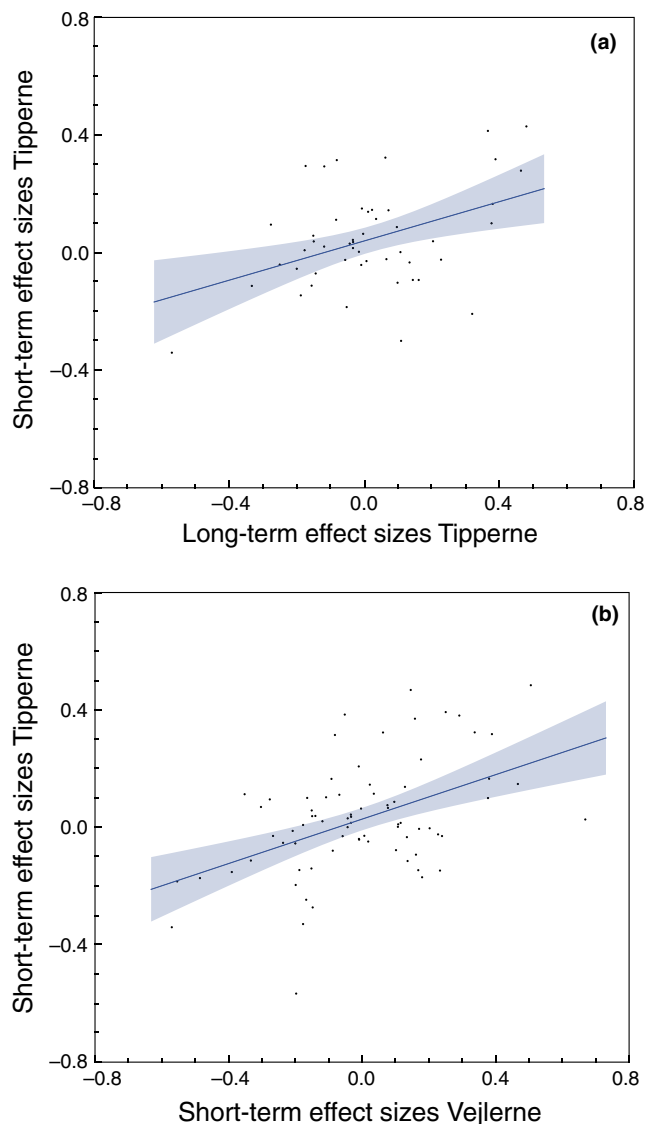 0.8
(a)
0.4
0.0
–0.4
–0.8
Short-term effect sizes Tipperne
–0.8 –0.4 0.0 0.4 0.8
Long-term effect sizes Tipperne
0.8
(b)
0.4
0.0
–0.4
–0.8
Short-term effect sizes Tipperne
–0.8 –0.4 0.0 0.4 0.8
Short-term effect sizes Vejlerne